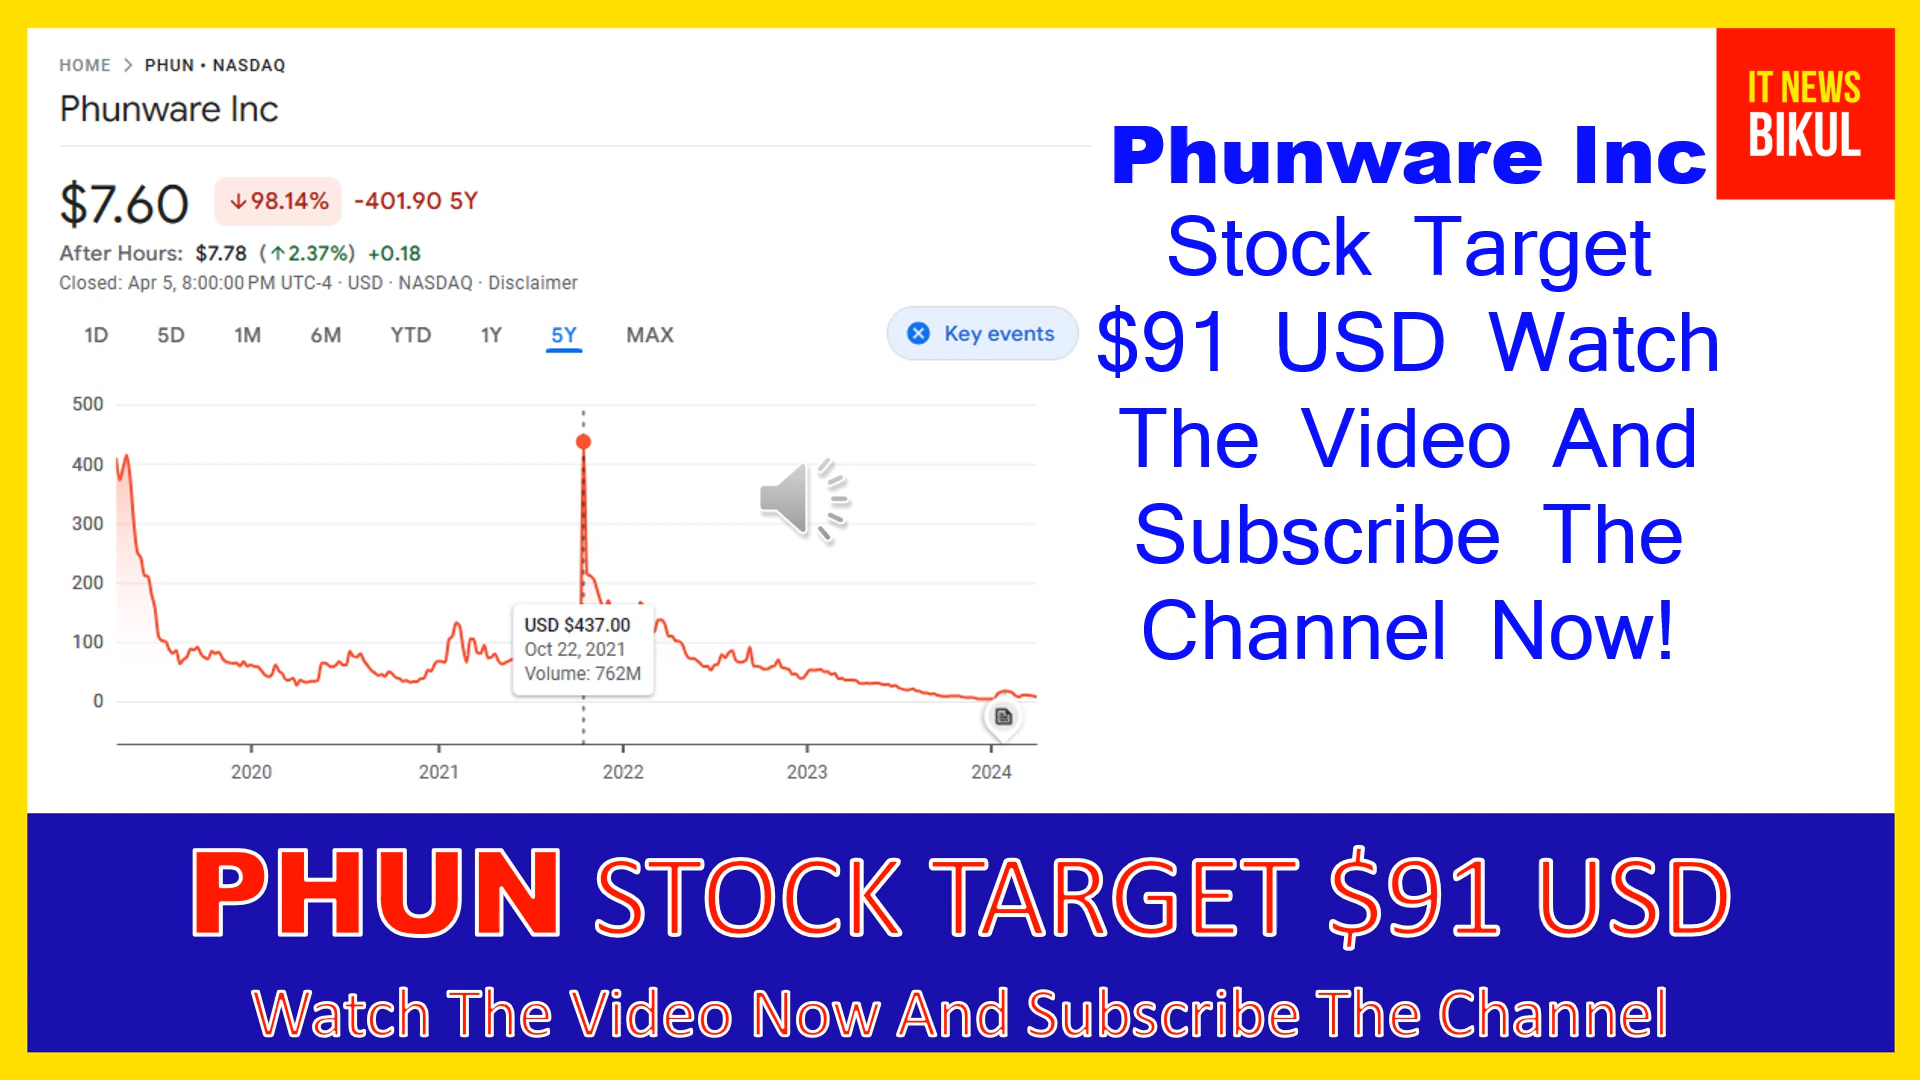 HOME > PHUN • NASDAQ
Phunware Inc
$7.60 ↓98.14% -401.90 5Y
After Hours: $7.78 (↑2.37%) +0.18
Closed: Apr 5, 8:00:00 PM UTC-4 · USD · NASDAQ · Disclaimer
1D 5D 1M 6M YTD 1Y 5Y MAX
Key events
500
400
300
200
100
0
USD $437.00
Oct 22, 2021
Volume: 762M
2020 2021 2022 2023 2024
IT NEWS
BIKUL
Phunware Inc
Stock Target
$91 USD Watch
The Video And
Subscribe The
Channel Now!
PHUN STOCK TARGET $91 USD
Watch The Video Now And Subscribe The Channel